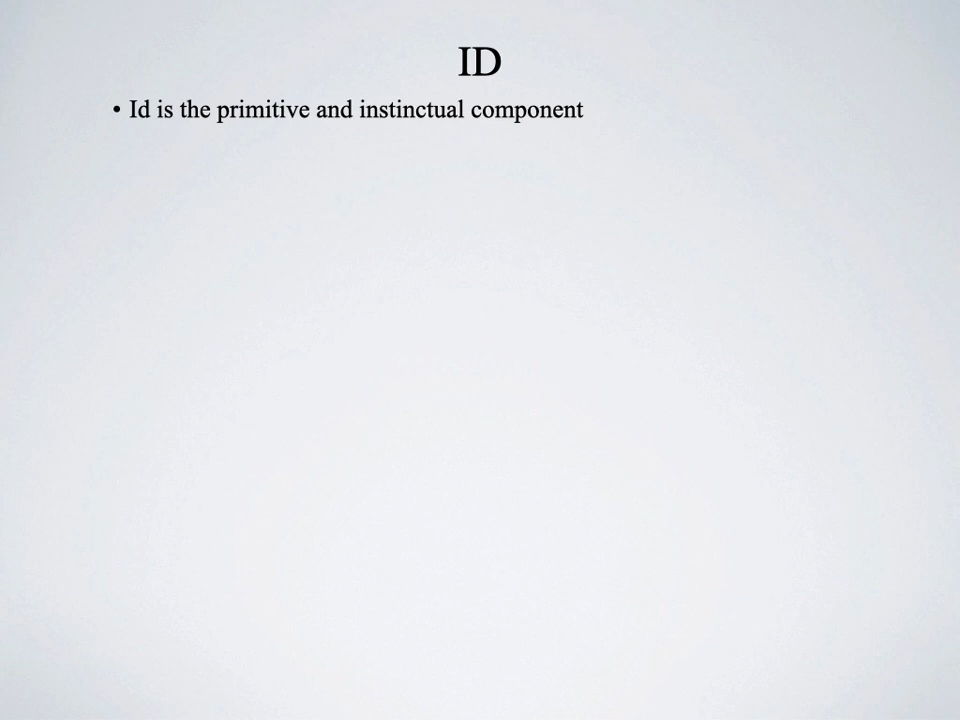 ID
• Id is the primitive and instinctual component